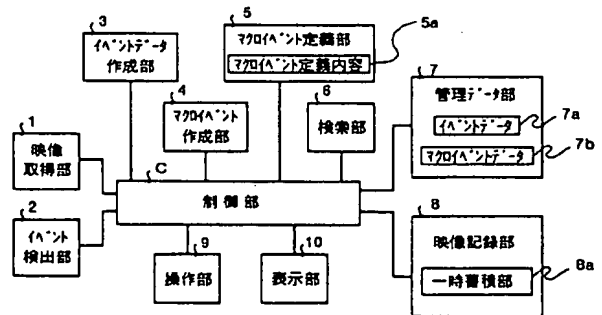 3
イベントデータ
作成部
5
マクロイベント定義部
マクロイベント定義内容
5a
4
マクロイベント
作成部
6
検索部
7
管理データ部
イベントデータ
7a
マクロイベントデータ
7b
1
映像
取得部
C
制御部
2
イベント
検出部
8
映像記録部
一時蓄積部
8a
9
操作部
10
表示部